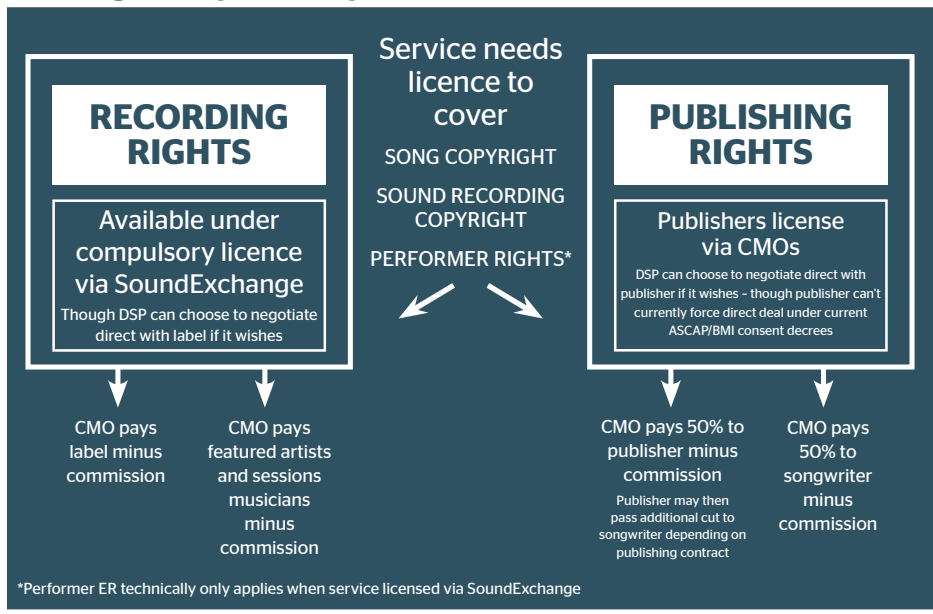 Service needs
licence to
cover
SONG COPYRIGHT
SOUND RECORDING
COPYRIGHT
PERFORMER RIGHTS*
RECORDING
RIGHTS
Available under
compulsory licence
via SoundExchange
Though DSP can choose to negotiate
direct with label if it wishes
CMO pays
label minus
commission
CMO pays
featured artists
and sessions
musicians
minus
commission
PUBLISHING
RIGHTS
Publishers license
via CMOs
DSP can choose to negotiate direct with
publisher if it wishes – though publisher can't
currently force direct deal under current
ASCAP/BMI consent decrees
CMO pays 50% to
publisher minus
commission
Publisher may then
pass additional cut to
songwriter depending on
publishing contract
CMO pays
50% to
songwriter
minus
commission
*Performer ER technically only applies when service licensed via SoundExchange